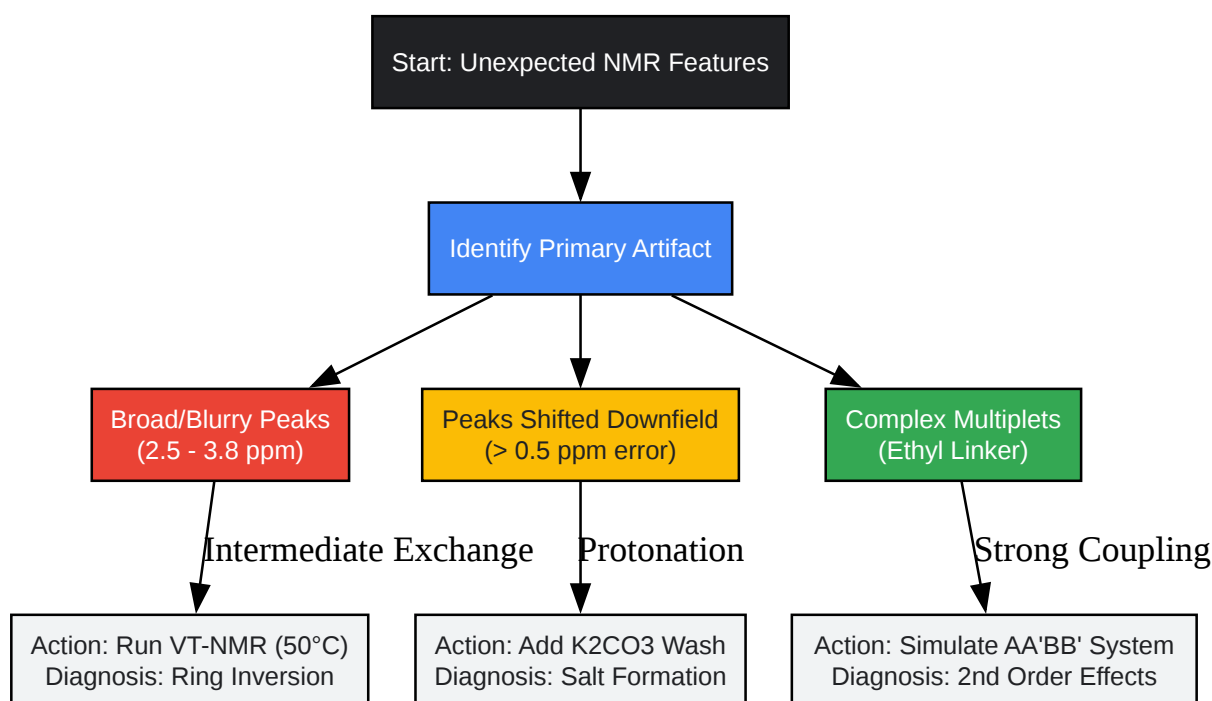 Start: Unexpected NMR Features
Identify Primary Artifact
Broad/Blurry Peaks
(2.5 - 3.8 ppm)
Peaks Shifted Downfield
(> 0.5 ppm error)
Complex Multiplets
(Ethyl Linker)
Intermediate Exchange
Protonation
Strong Coupling
Action: Run VT-NMR (50°C)
Diagnosis: Ring Inversion
Action: Add K2CO3 Wash
Diagnosis: Salt Formation
Action: Simulate AA'BB' System
Diagnosis: 2nd Order Effects